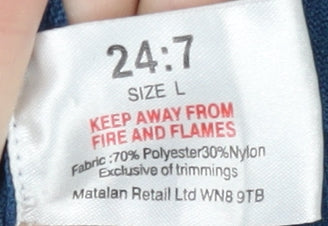 24:7
SIZE L
KEEP AWAY FROM
FIRE AND FLAMES
Fabric :70% Polyester30%Nylon
Exclusive of trimmings
Matalan Retail Ltd WN8 9TB